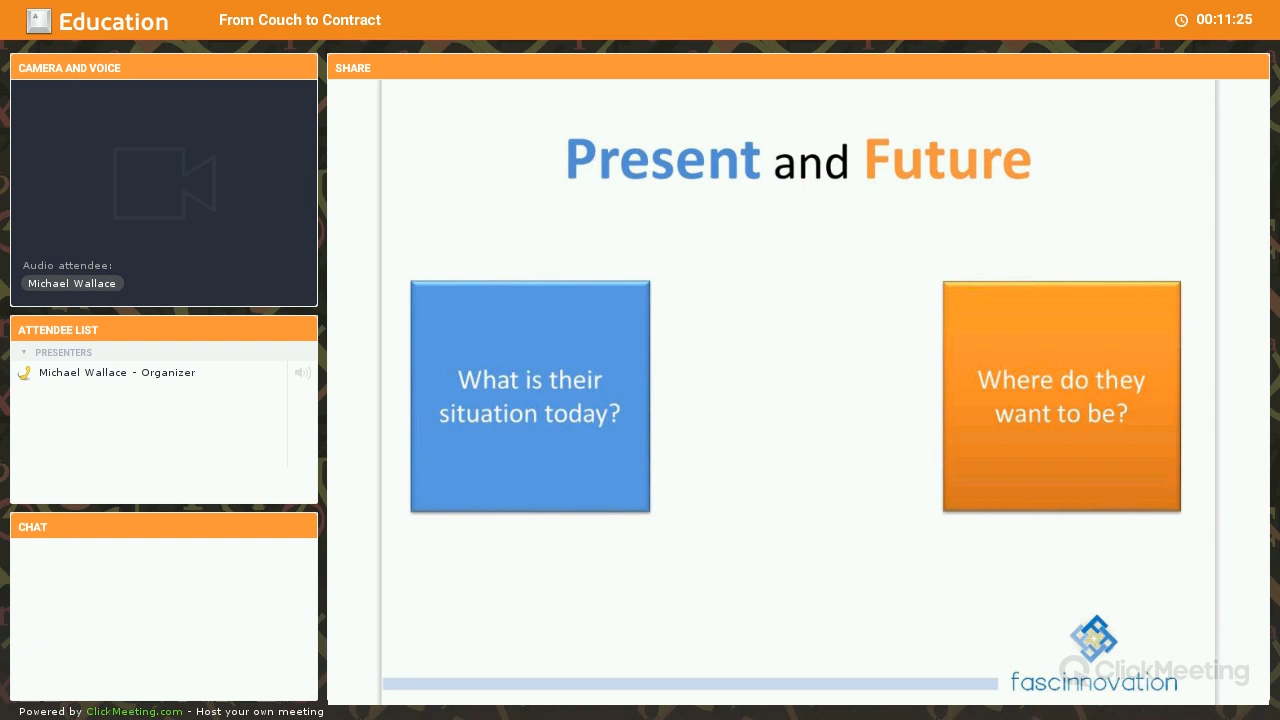 A
Education
From Couch to Contract
00:11:25
CAMERA AND VOICE
Audio attendee:
Michael Wallace
ATTENDEE LIST
PRESENTERS
Michael Wallace - Organizer
CHAT
Powered by ClickMeeting.com - Host your own meeting
SHARE
Present and Future
What is their
situation today?
Where do they
want to be?
ClickMeeting
fascinnovation